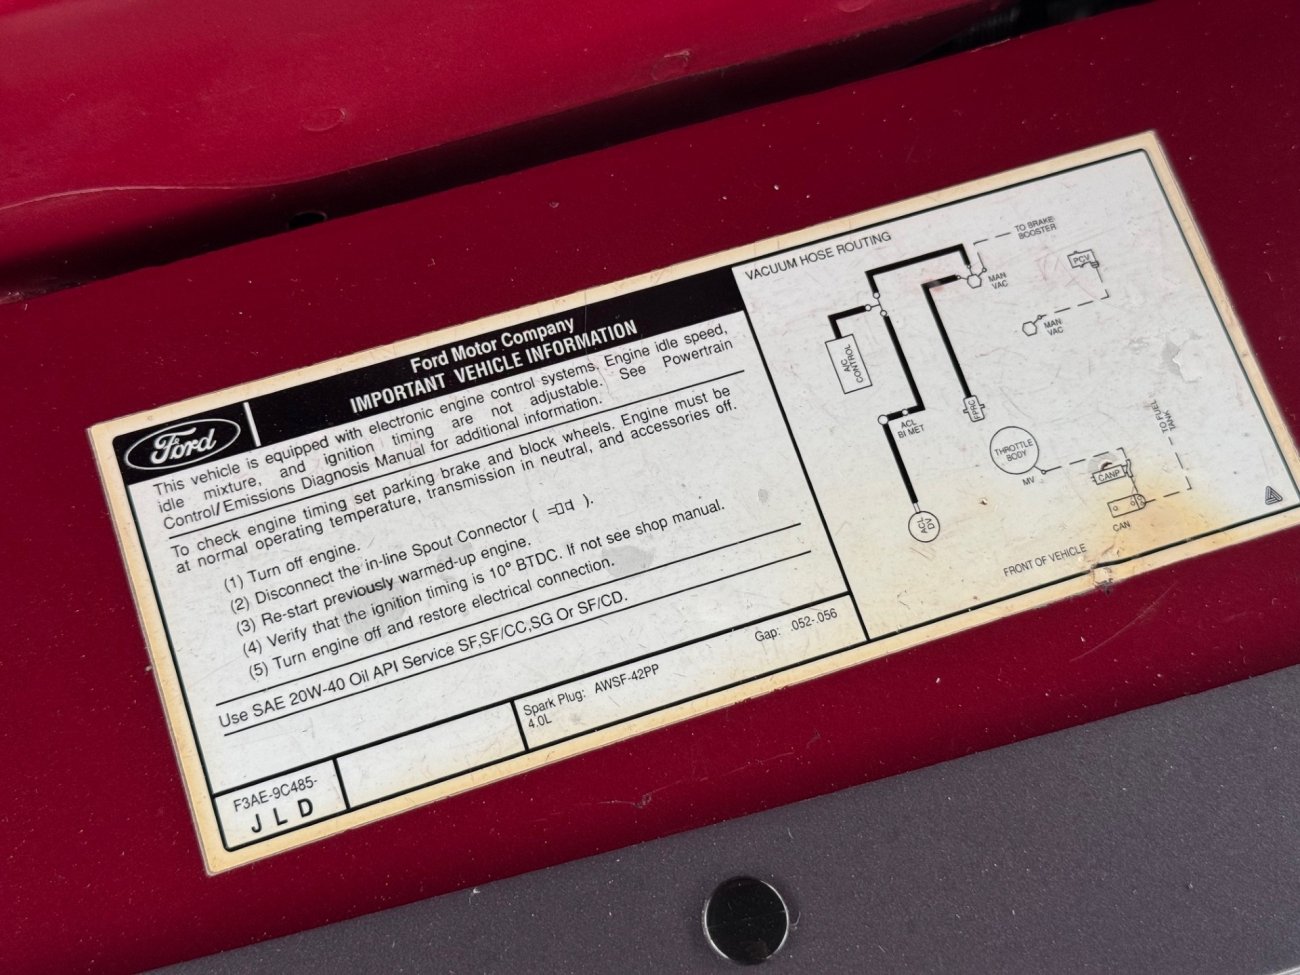 Ford
Ford Motor Company
IMPORTANT VEHICLE INFORMATION
This vehicle is equipped with electronic engine control systems. Engine idle speed,
idle mixture, and ignition timing are not adjustable. See Powertrain
Control/Emissions Diagnosis Manual for additional information.
To check engine timing set parking brake and block wheels. Engine must be
at normal operating temperature, transmission in neutral, and accessories off.
(1) Turn off engine.
(2) Disconnect the in-line Spout Connector ( ).
(3) Re-start previously warmed-up engine.
(4) Verify that the ignition timing is 10° BTDC. If not see shop manual.
(5) Turn engine off and restore electrical connection.
Use SAE 20W-40 Oil API Service SF,SF/CC,SG Or SF/CD.
F3AE-9C485-
J L D
Spark Plug: AWSF-42PP
4.0L
Gap: .052-.056
VACUUM HOSE ROUTING
TO BRAKE
BOOSTER
MAN
VAC
PCV
MAN
VAC
A/C
CONTROL
ACL
BI MET
FPRC
THROTTLE
BODY
MV
CANP
CAN
TO FUEL
TANK
FRONT OF VEHICLE